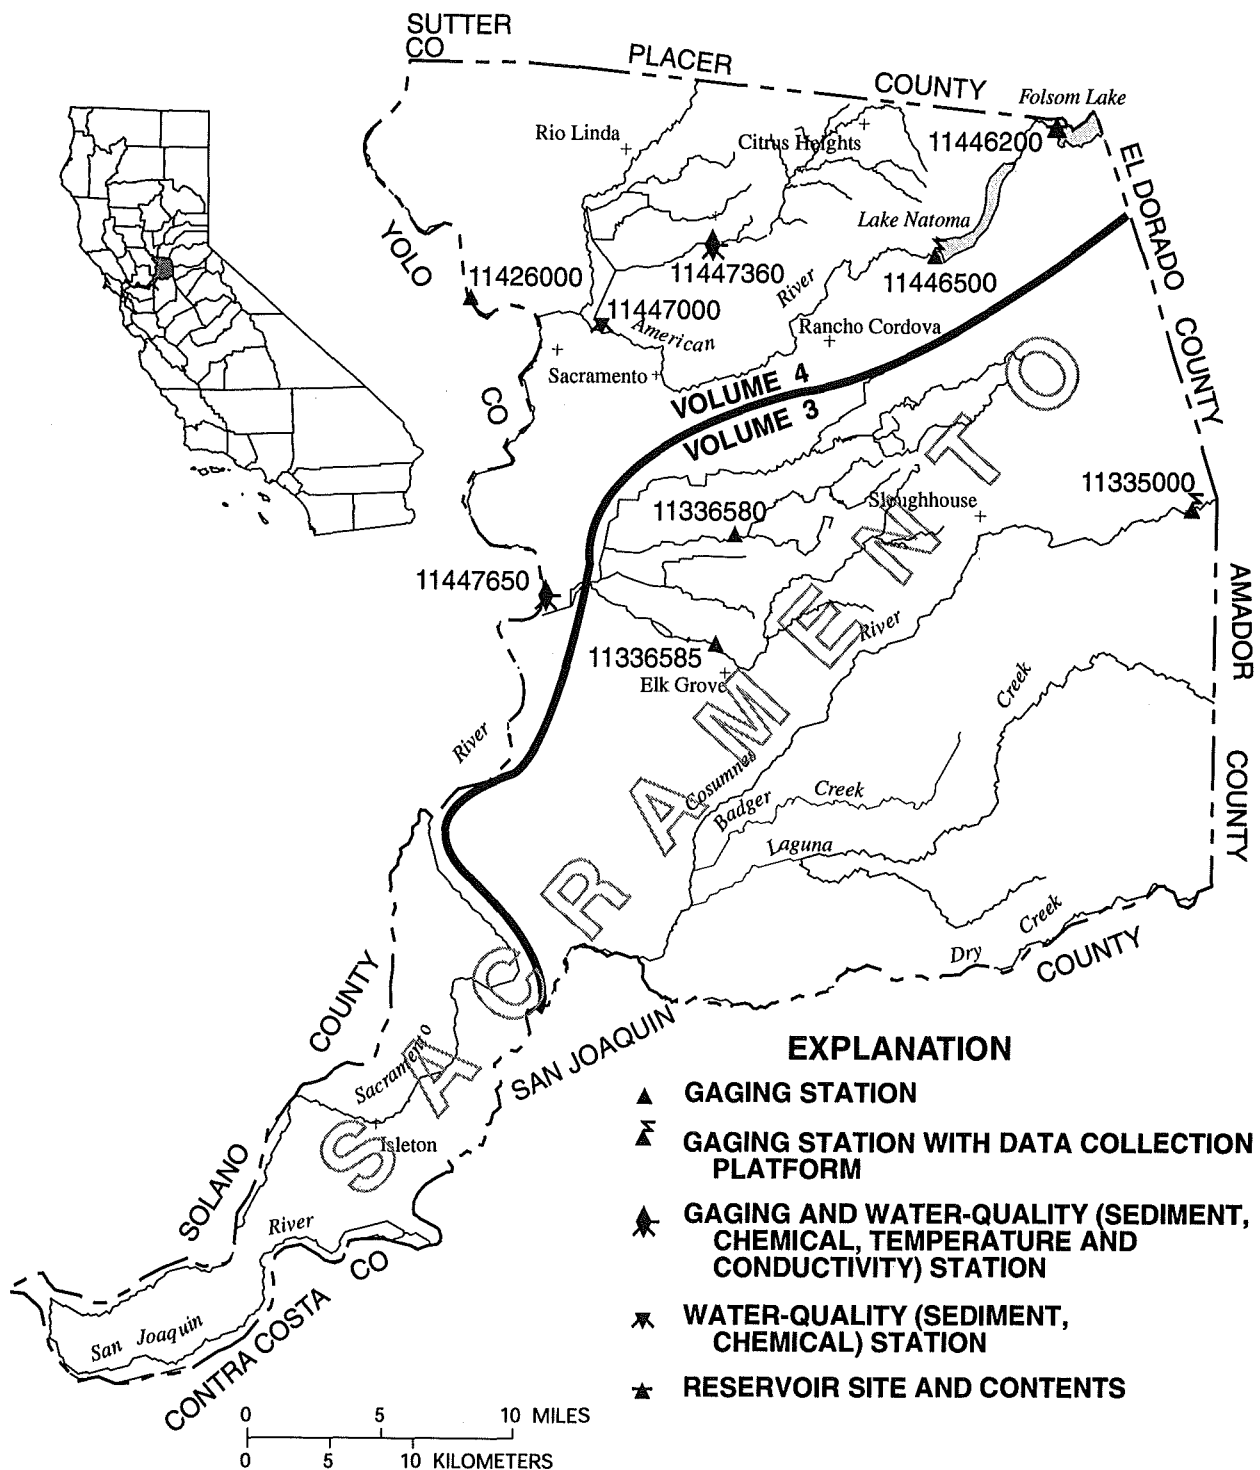 SUTTER
CO
PLACER
COUNTY
Folsom Lake
Rio Linda
Citrus Heights
11446200
EL DORADO COUNTY
Lake Natoma
YOLO
11426000
11447360
River
11446500
11447000
American
Rancho Cordova
Sacramento
CO
VOLUME 4
VOLUME 3
SACRAMENTO
11335000
11336580
Sloughhouse
11447650
AMADOR
River
11336585
Elk Grove
Creek
River
COUNTY
Cosumnes
Badger
Creek
Laguna
Creek
Dry
COUNTY
COUNTY
SAN JOAQUIN
Sacramento
Isleton
SOLANO
River
CO
San Joaquin
CONTRA COSTA
EXPLANATION
GAGING STATION
GAGING STATION WITH DATA COLLECTION
PLATFORM
GAGING AND WATER-QUALITY (SEDIMENT,
CHEMICAL, TEMPERATURE AND
CONDUCTIVITY) STATION
WATER-QUALITY (SEDIMENT,
CHEMICAL) STATION
RESERVOIR SITE AND CONTENTS
0 5 10 MILES
0 5 10 KILOMETERS